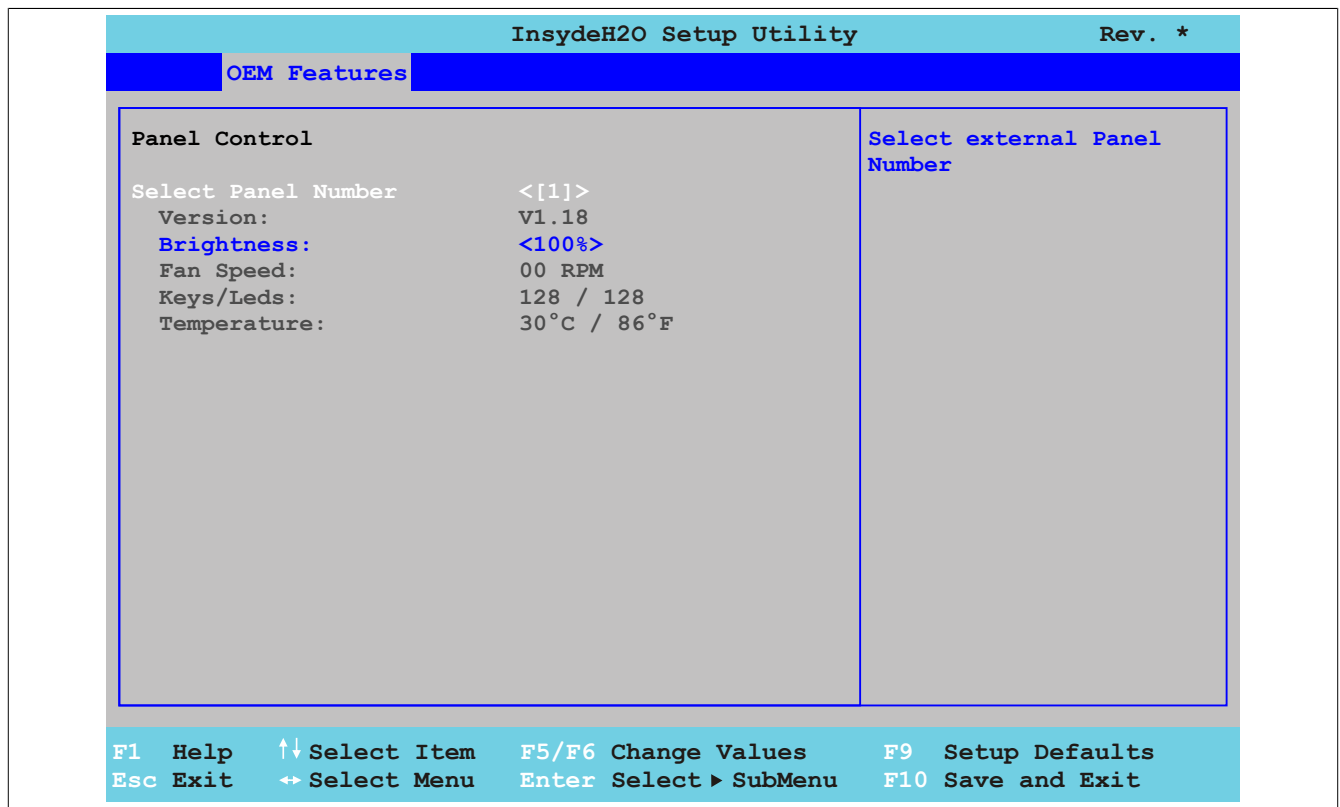 InsydeH2O Setup Utility Rev. *
OEM Features
Panel Control
Select external Panel
Number
Select Panel Number <[1]>
Version: V1.18
Brightness: <100%>
Fan Speed: 00 RPM
Keys/Leds: 128 / 128
Temperature: 30°C / 86°F
F1 Help ↑↓ Select Item F5/F6 Change Values F9 Setup Defaults
Esc Exit ↔ Select Menu Enter Select ▶ SubMenu F10 Save and Exit